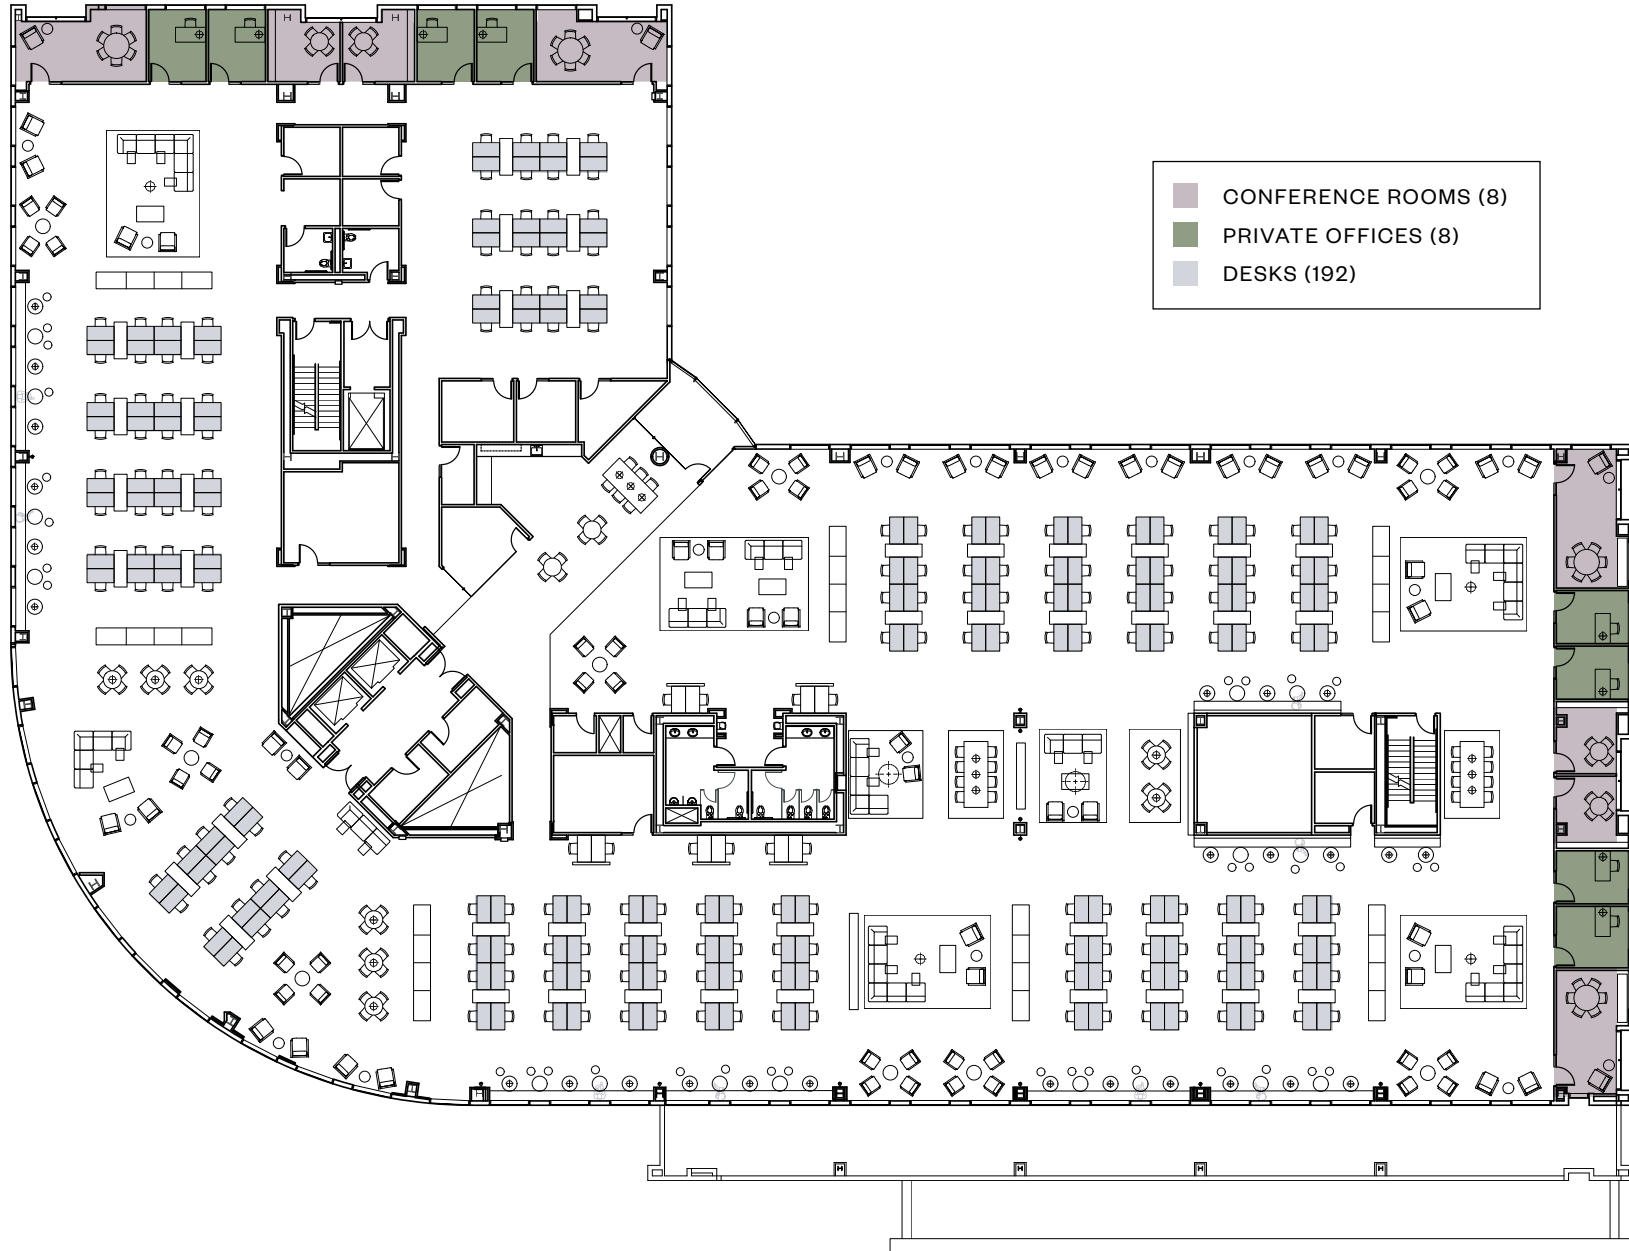 CONFERENCE ROOMS (8)
PRIVATE OFFICES (8)
DESKS (192)